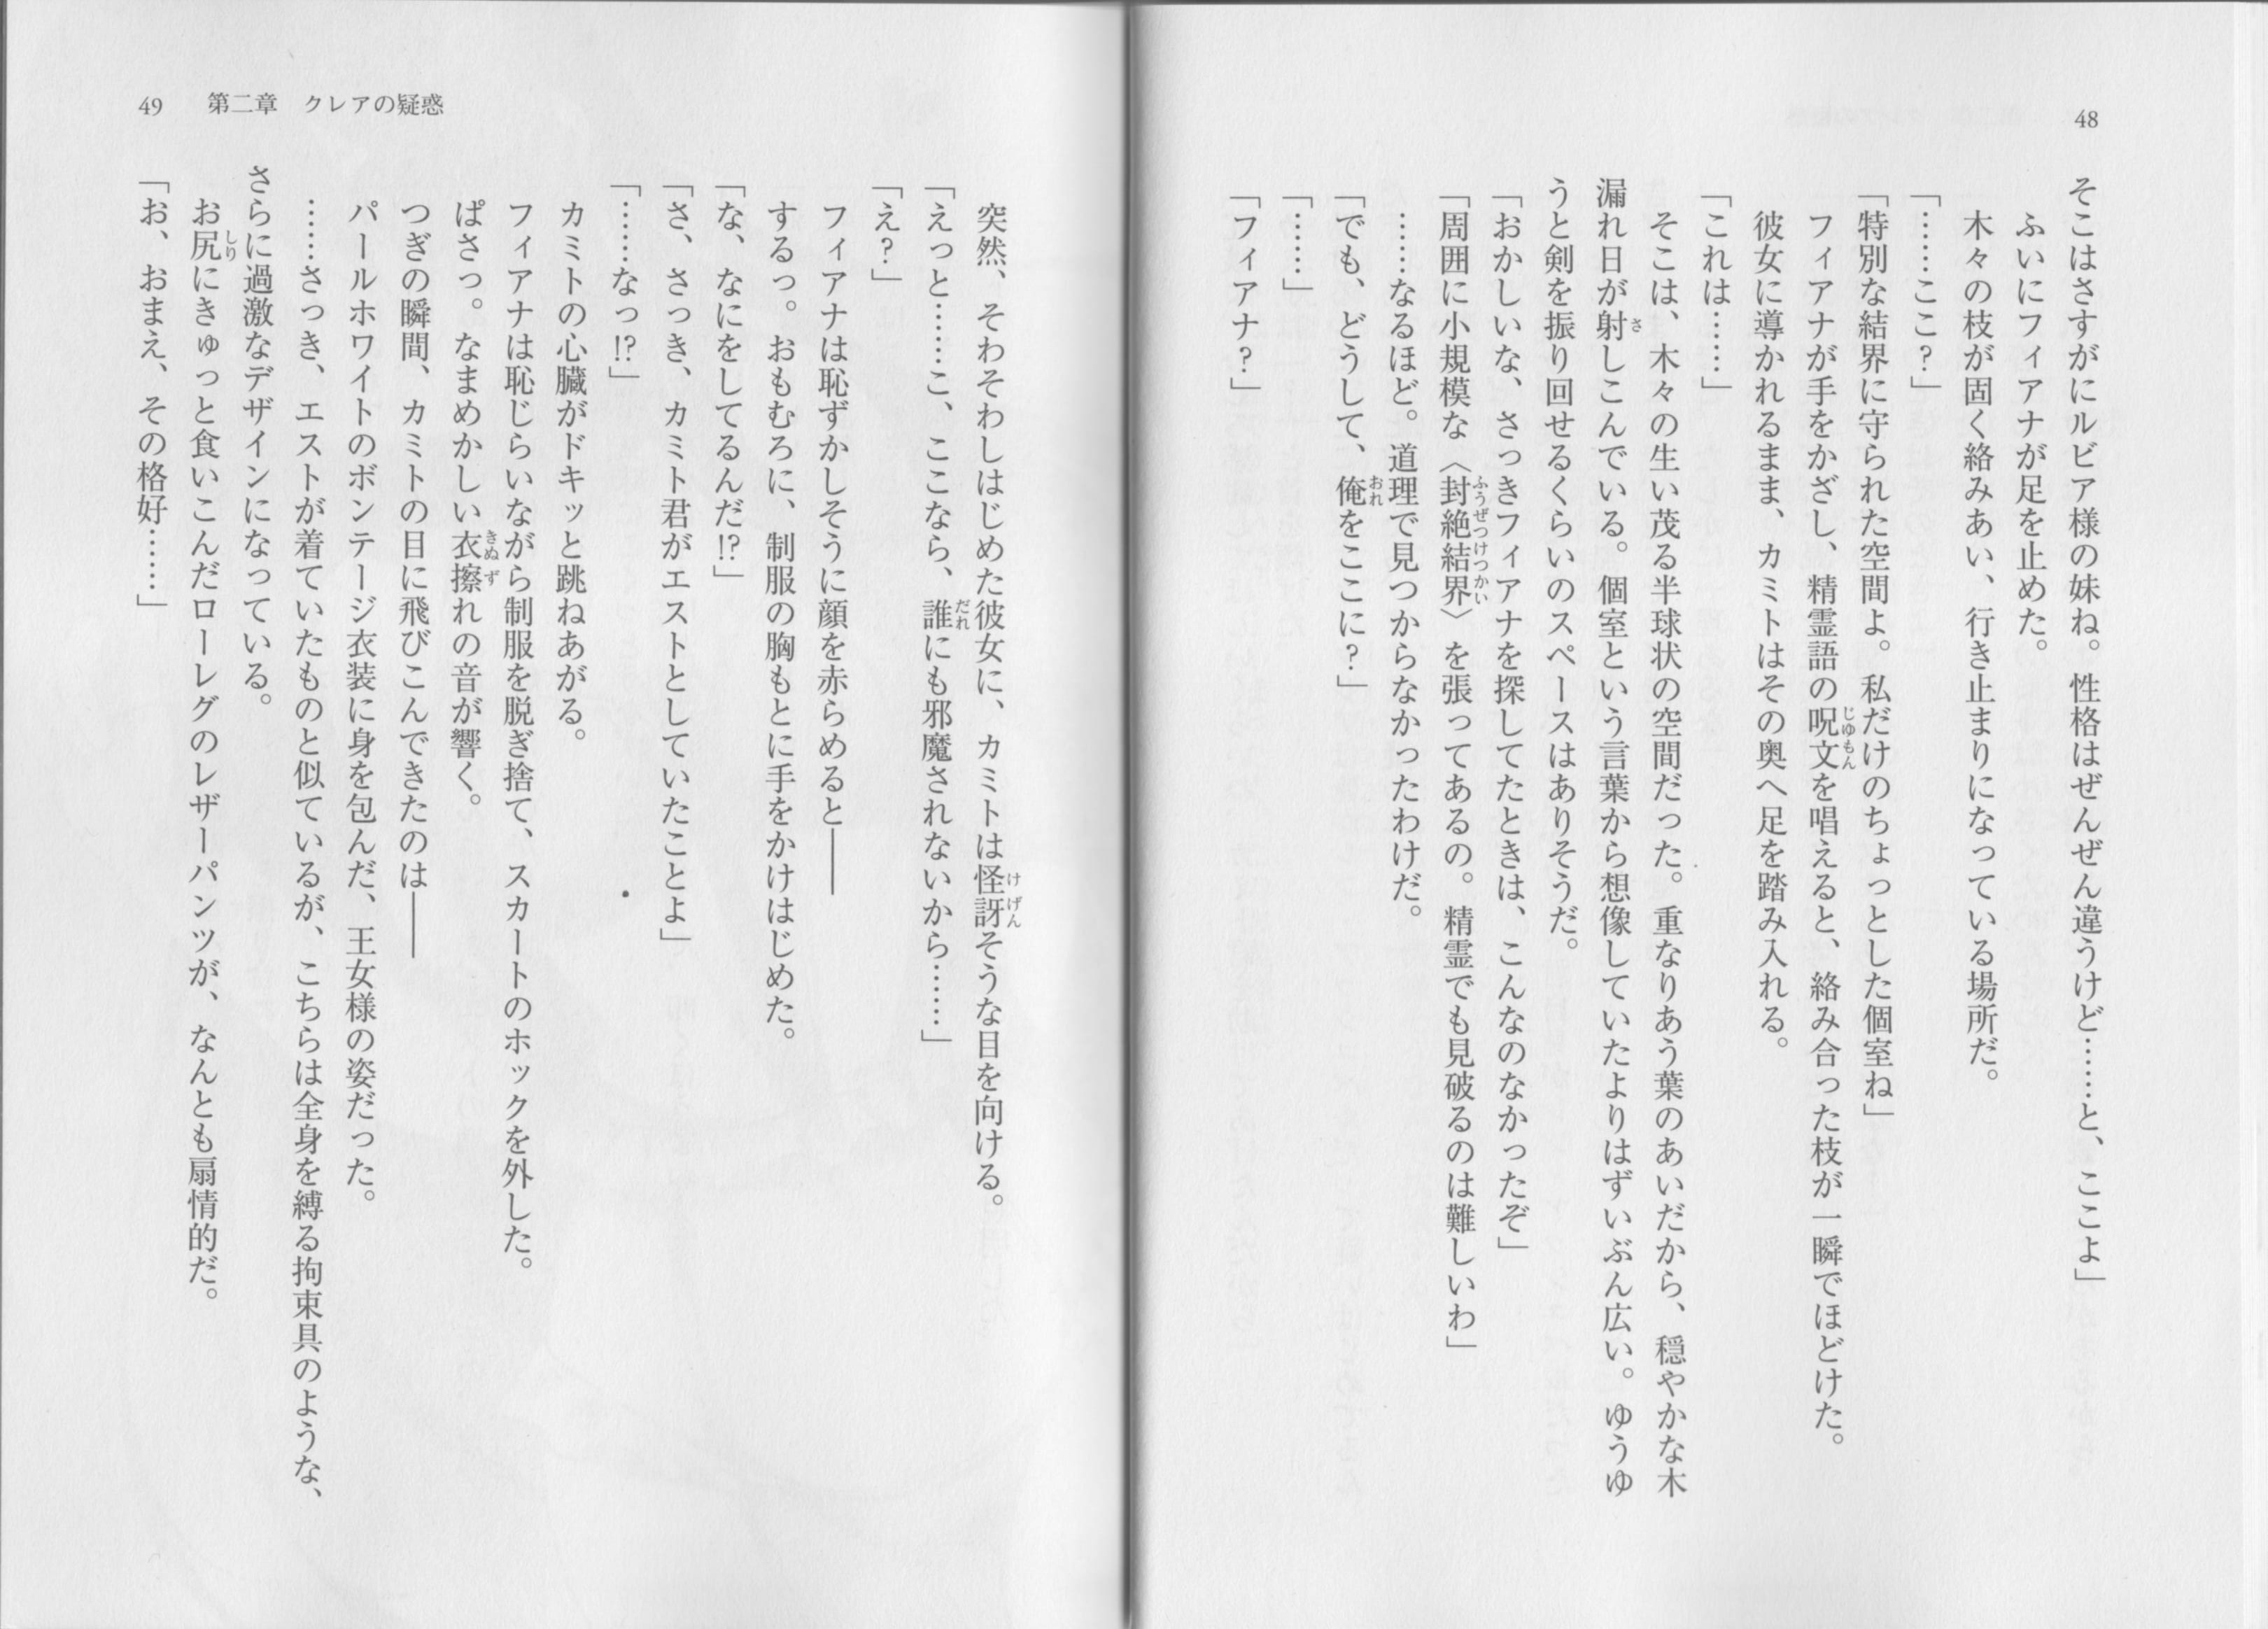 48
そこはさすがにルビア様の妹ね。性格はぜんぜん違うけど……と、ここよ」
ふいにフィアナが足を止めた。
木々の枝が固く絡みあい、行き止まりになっている場所だ。
「……ここ？」
「特別な結界に守られた空間よ。私だけのちょっとした個室ね」
フィアナが手をかざし、精霊語の呪文を唱えると、絡み合った枝が一瞬でほどけた。
彼女に導かれるまま、カミトはその奥へ足を踏み入れる。
「これは……」
そこは、木々の生い茂る半球状の空間だった。重なりあう葉のあいだから、穏やかな木
漏れ日が射しこんでいる。個室という言葉から想像していたよりはずいぶん広い。ゆうゆ
うと剣を振り回せるくらいのスペースはありそうだ。
「おかしいな、さっきフィアナを探してたときは、こんなのなかったぞ」
「周囲に小規模な〈封絶結界〉を張ってあるの。精霊でも見破るのは難しいわ」
……なるほど。道理で見つからなかったわけだ。
「でも、どうして、俺をここに？」
「……」
「フィアナ？」
49 第二章 クレアの疑惑
突然、そわそわしはじめた彼女に、カミトは怪訝そうな目を向ける。
「えっと……こ、ここなら、誰にも邪魔されないから……」
「え？」
フィアナは恥ずかしそうに顔を赤らめると――
するっ。おもむろに、制服の胸もとに手をかけはじめた。
「な、なにをしてるんだ!?」
「さ、さっき、カミト君がエストとしていたことよ」
「……なっ!?」
カミトの心臓がドキッと跳ねあがる。
フィアナは恥じらいながら制服を脱ぎ捨て、スカートのホックを外した。
ぱさっ。なまめかしい衣擦れの音が響く。
つぎの瞬間、カミトの目に飛びこんできたのは――
パールホワイトのボンテージ衣装に身を包んだ、王女様の姿だった。
……さっき、エストが着ていたものと似ているが、こちらは全身を縛る拘束具のような、
さらに過激なデザインになっている。
お尻にきゅっと食いこんだローレグのレザーパンツが、なんとも扇情的だ。
「お、おまえ、その格好……」